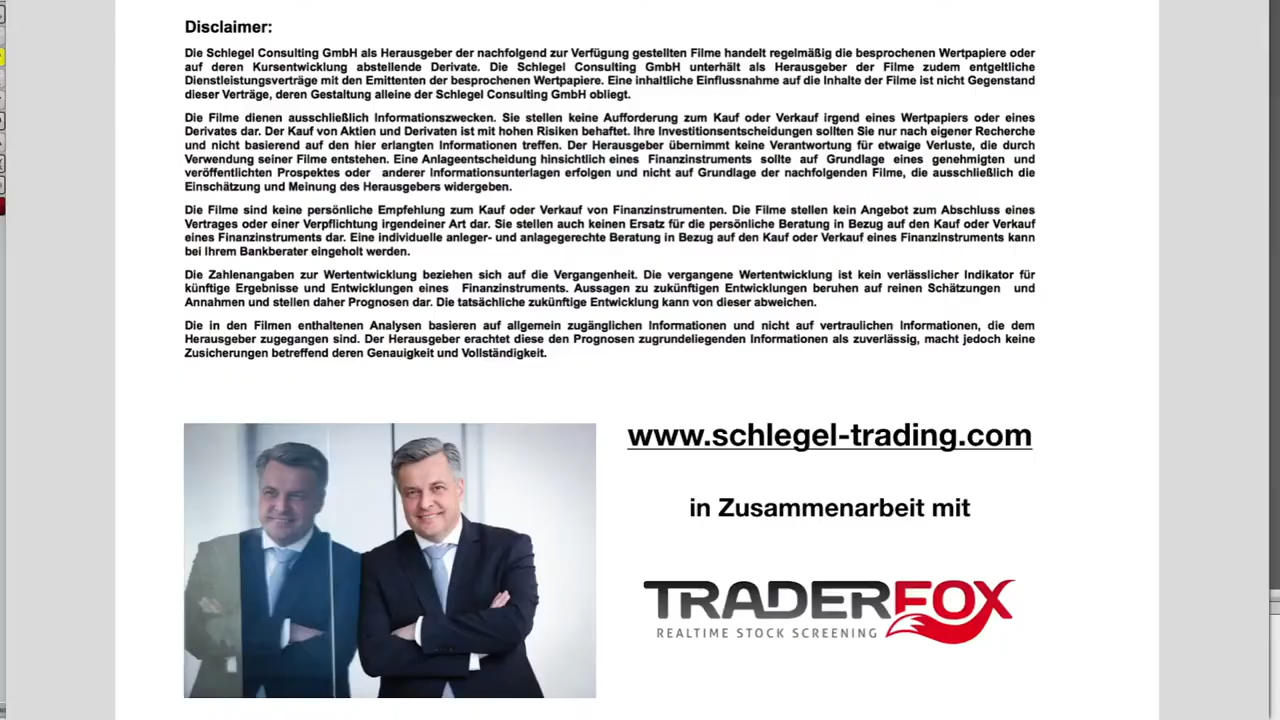 Disclaimer:
Die Schlegel Consulting GmbH als Herausgeber der nachfolgend zur Verfügung gestellten Filme handelt regelmäßig die besprochenen Wertpapiere oder
auf deren Kursentwicklung abstellende Derivate. Die Schlegel Consulting GmbH unterhält als Herausgeber der Filme zudem entgeltliche
Dienstleistungsverträge mit den Emittenten der besprochenen Wertpapiere. Eine inhaltliche Einflussnahme auf die Inhalte der Filme ist nicht Gegenstand
dieser Verträge, deren Gestaltung alleine der Schlegel Consulting GmbH obliegt.
Die Filme dienen ausschließlich Informationszwecken. Sie stellen keine Aufforderung zum Kauf oder Verkauf irgend eines Wertpapiers oder eines
Derivates dar. Der Kauf von Aktien und Derivaten ist mit hohen Risiken behaftet. Ihre Investitionsentscheidungen sollten Sie nur nach eigener Recherche
und nicht basierend auf den hier erlangten Informationen treffen. Der Herausgeber übernimmt keine Verantwortung für etwaige Verluste, die durch
Verwendung seiner Filme entstehen. Eine Anlageentscheidung hinsichtlich eines Finanzinstruments sollte auf Grundlage eines genehmigten und
veröffentlichten Prospektes oder anderer Informationsunterlagen erfolgen und nicht auf Grundlage der nachfolgenden Filme, die ausschließlich die
Einschätzung und Meinung des Herausgebers widergeben.
Die Filme sind keine persönliche Empfehlung zum Kauf oder Verkauf von Finanzinstrumenten. Die Filme stellen kein Angebot zum Abschluss eines
Vertrages oder einer Verpflichtung irgendeiner Art dar. Sie stellen auch keinen Ersatz für die persönliche Beratung in Bezug auf den Kauf oder Verkauf
eines Finanzinstruments dar. Eine individuelle anleger- und anlagegerechte Beratung in Bezug auf den Kauf oder Verkauf eines Finanzinstruments kann
bei Ihrem Bankberater eingeholt werden.
Die Zahlenangaben zur Wertentwicklung beziehen sich auf die Vergangenheit. Die vergangene Wertentwicklung ist kein verlässlicher Indikator für
künftige Ergebnisse und Entwicklungen eines Finanzinstruments. Aussagen zu zukünftigen Entwicklungen beruhen auf reinen Schätzungen und
Annahmen und stellen daher Prognosen dar. Die tatsächliche zukünftige Entwicklung kann von dieser abweichen.
Die in den Filmen enthaltenen Analysen basieren auf allgemein zugänglichen Informationen und nicht auf vertraulichen Informationen, die dem
Herausgeber zugegangen sind. Der Herausgeber erachtet diese den Prognosen zugrundeliegenden Informationen als zuverlässig, macht jedoch keine
Zusicherungen betreffend deren Genauigkeit und Vollständigkeit.
www.schlegel-trading.com
in Zusammenarbeit mit
TRADERFOX
REALTIME STOCK SCREENING